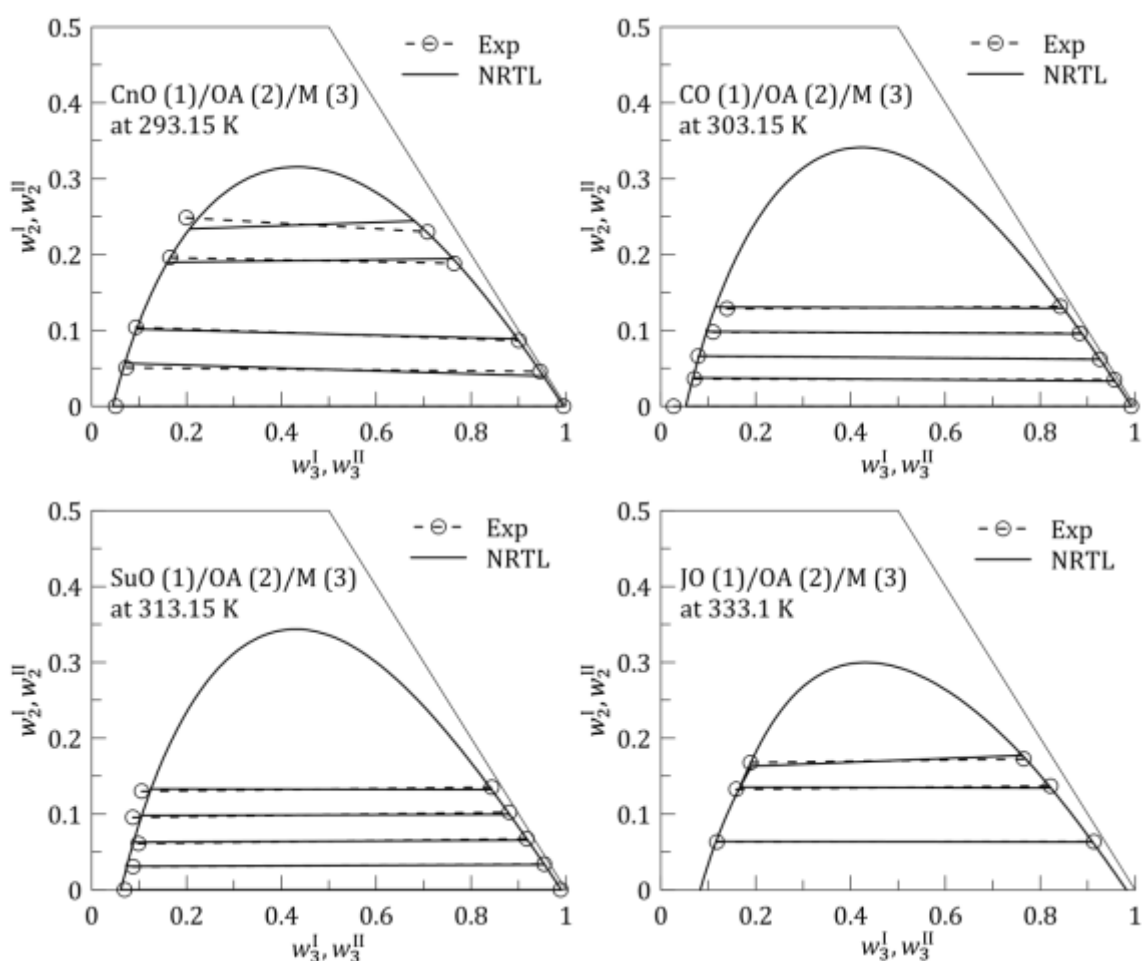 0.5
Exp
NRTL
CnO (1)/OA (2)/M (3)
at 293.15 K
0.4
0.3
0.2
0.1
0
w₂ᴵ, w₂ᴵᴵ
0 0.2 0.4 0.6 0.8 1
w₃ᴵ, w₃ᴵᴵ
0.5
Exp
NRTL
CO (1)/OA (2)/M (3)
at 303.15 K
0.4
0.3
0.2
0.1
0
w₂ᴵ, w₂ᴵᴵ
0 0.2 0.4 0.6 0.8 1
w₃ᴵ, w₃ᴵᴵ
0.5
Exp
NRTL
SuO (1)/OA (2)/M (3)
at 313.15 K
0.4
0.3
0.2
0.1
0
w₂ᴵ, w₂ᴵᴵ
0 0.2 0.4 0.6 0.8 1
w₃ᴵ, w₃ᴵᴵ
0.5
Exp
NRTL
JO (1)/OA (2)/M (3)
at 333.1 K
0.4
0.3
0.2
0.1
0
w₂ᴵ, w₂ᴵᴵ
0 0.2 0.4 0.6 0.8 1
w₃ᴵ, w₃ᴵᴵ